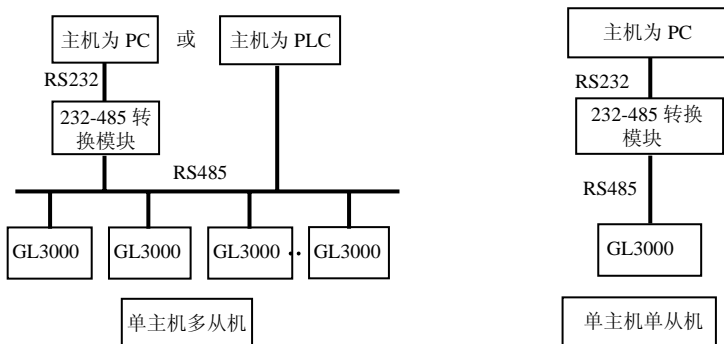 主机为 PC 或 主机为 PLC
RS232
232-485 转
换模块
RS485
GL3000 GL3000 GL3000 ·· GL3000
单主机多从机
主机为 PC
RS232
232-485 转换
模块
RS485
GL3000
单主机单从机